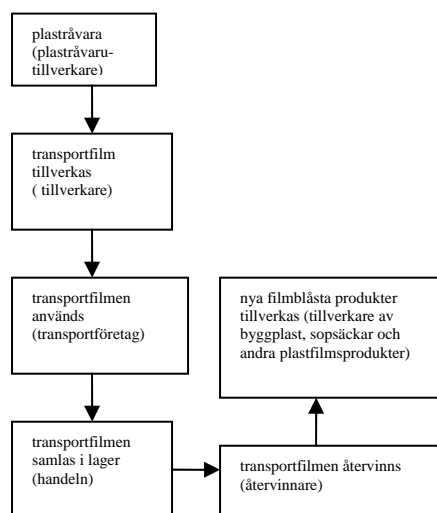 plastråvara
(plastråvaru-
tillverkare)
transportfilm
tillverkas
( tillverkare)
transportfilmen
används
(transportföretag)
transportfilmen
samlas i lager
(handeln)
transportfilmen återvinns
(återvinnare)
nya filmblåsta produkter
tillverkas (tillverkare av
byggplast, sopsäckar och
andra plastfilmsprodukter)